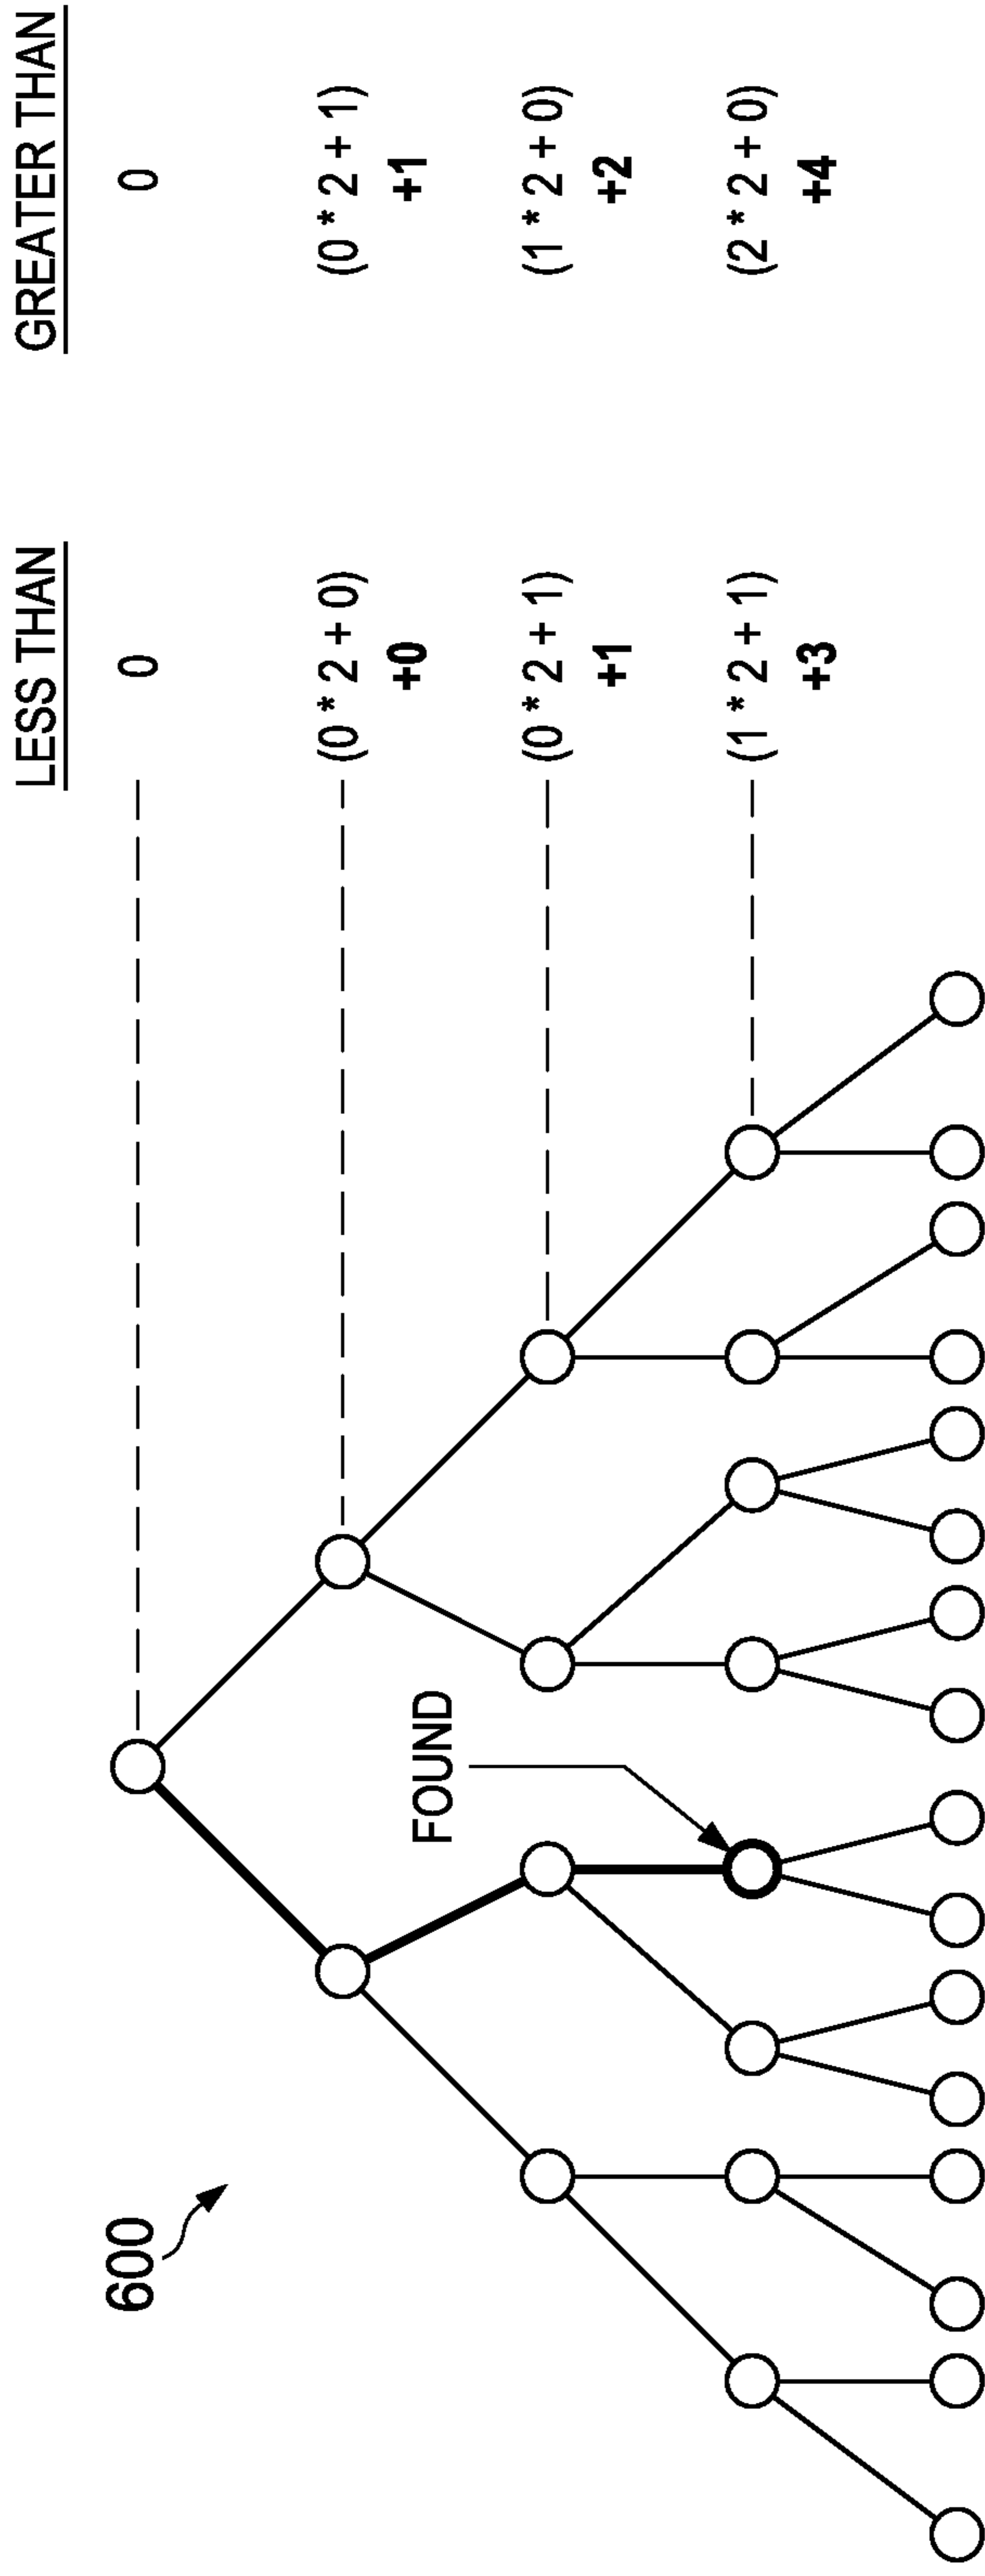 600
LESS THAN
GREATER THAN
0
0
(0 * 2 + 0)
+0
(0 * 2 + 1)
+1
FOUND
(0 * 2 + 1)
+1
(1 * 2 + 0)
+2
(1 * 2 + 1)
+3
(2 * 2 + 0)
+4